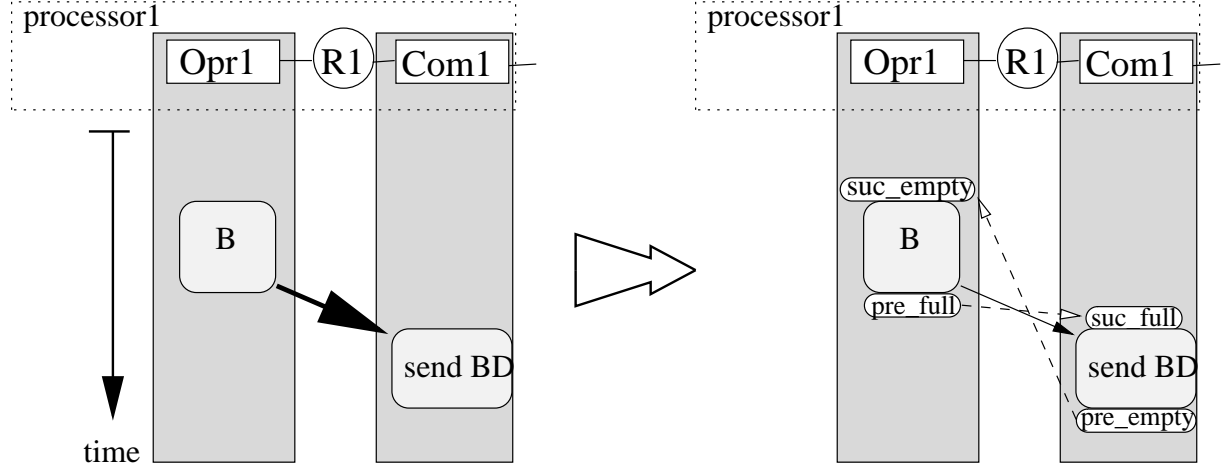 processor1
Opr1
R1
Com1
B
send BD
time
processor1
Opr1
R1
Com1
suc_empty
B
pre_full
suc_full
send BD
pre_empty